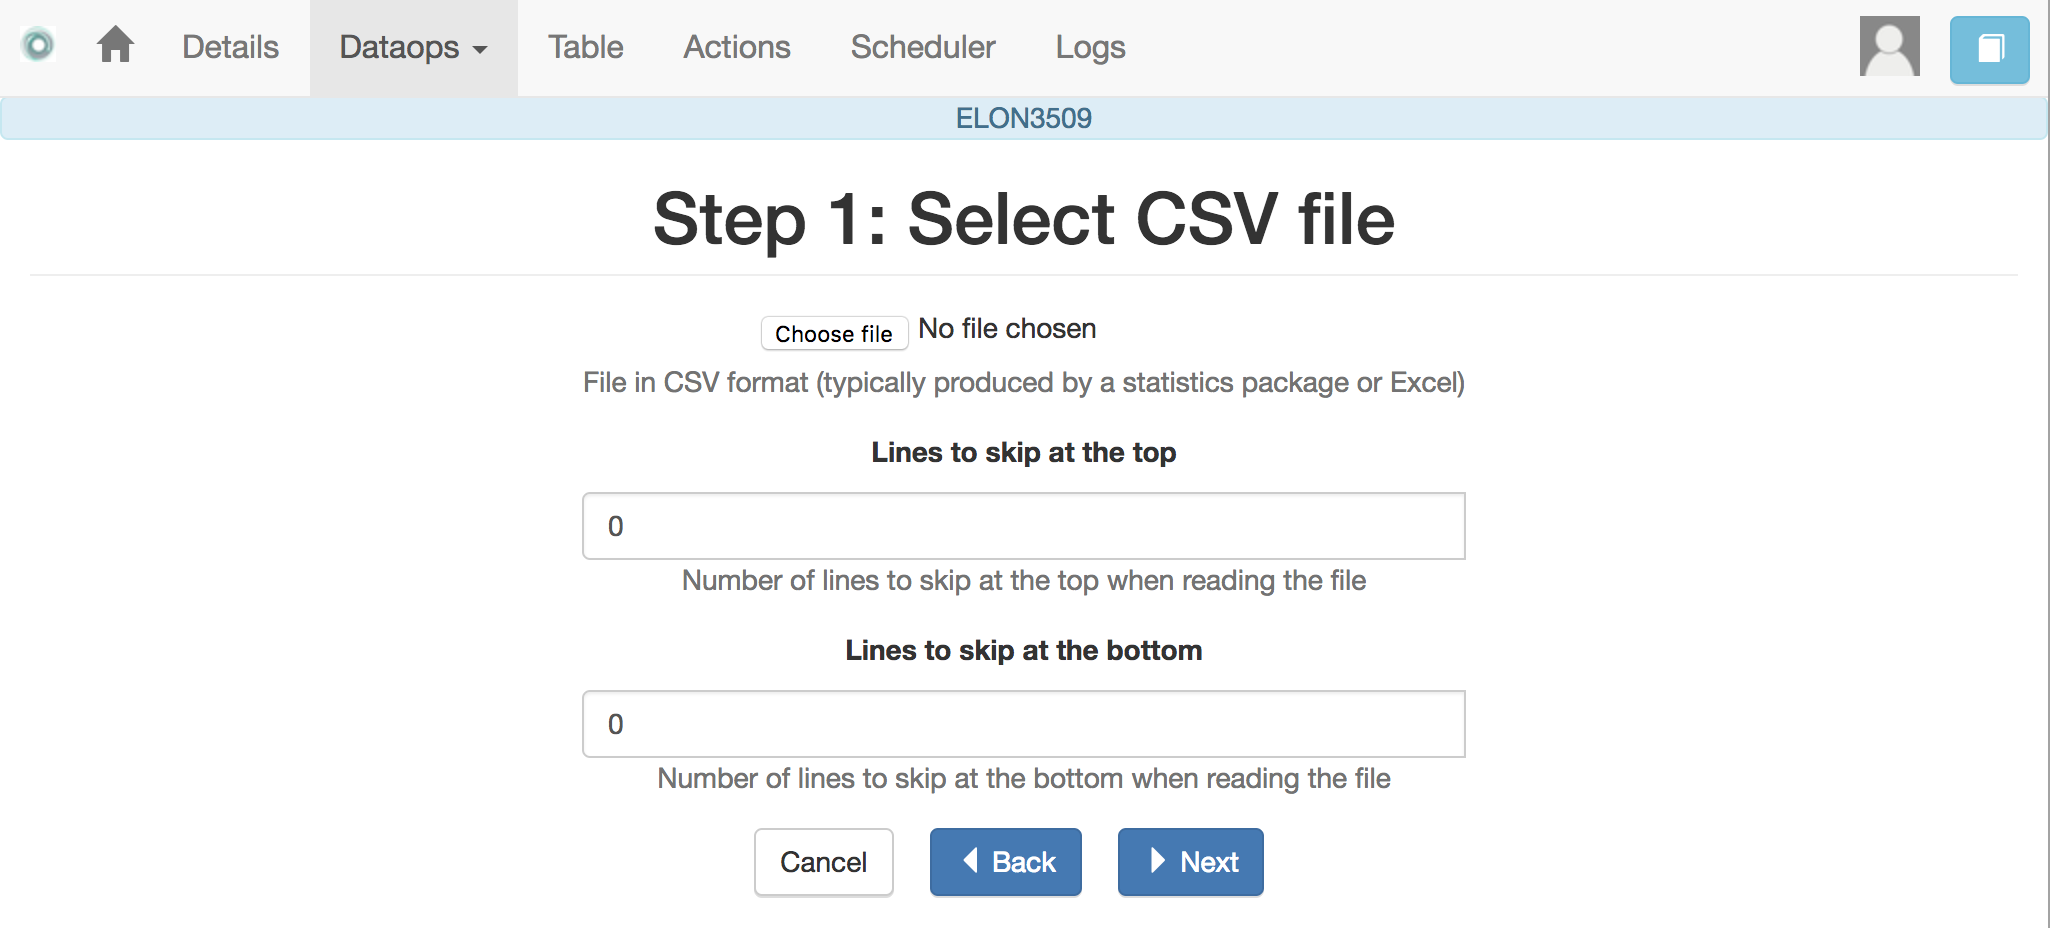 Details Dataops Table Actions Scheduler Logs
ELON3509
Step 1: Select CSV file
Choose file No file chosen
File in CSV format (typically produced by a statistics package or Excel)
Lines to skip at the top
0
Number of lines to skip at the top when reading the file
Lines to skip at the bottom
0
Number of lines to skip at the bottom when reading the file
Cancel Back Next